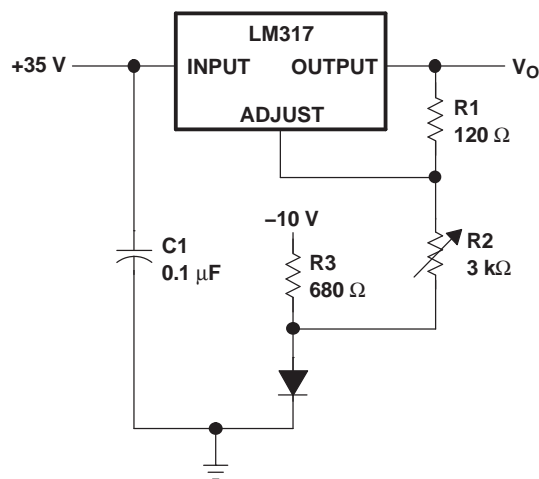 LM317
+35 V
INPUT
OUTPUT
VO
ADJUST
R1
120 Ω
−10 V
C1
0.1 μF
R3
680 Ω
R2
3 kΩ